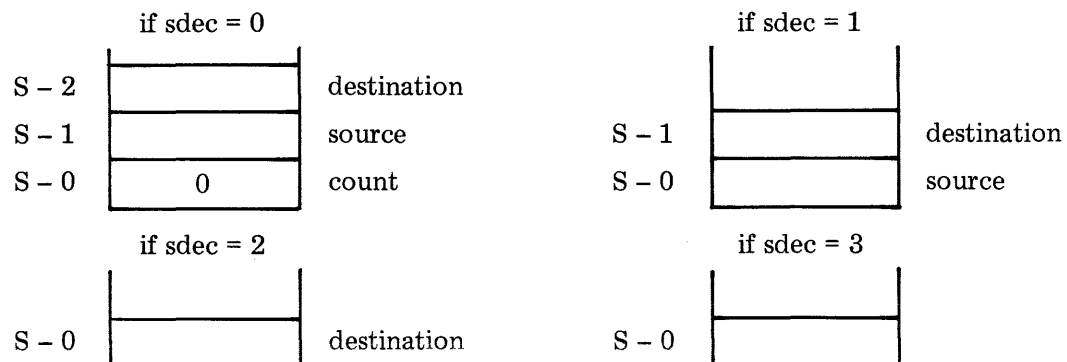 if sdec = 0
S – 2 destination
S – 1 source
S – 0 0 count
if sdec = 1
S – 1 destination
S – 0 source
if sdec = 2
S – 0 destination
if sdec = 3
S – 0